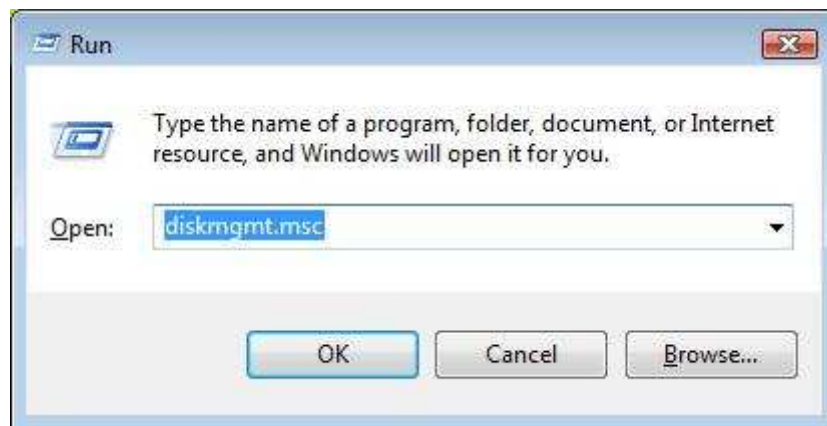 Run
Type the name of a program, folder, document, or Internet
resource, and Windows will open it for you.
Open: diskmgmt.msc
OK Cancel Browse...